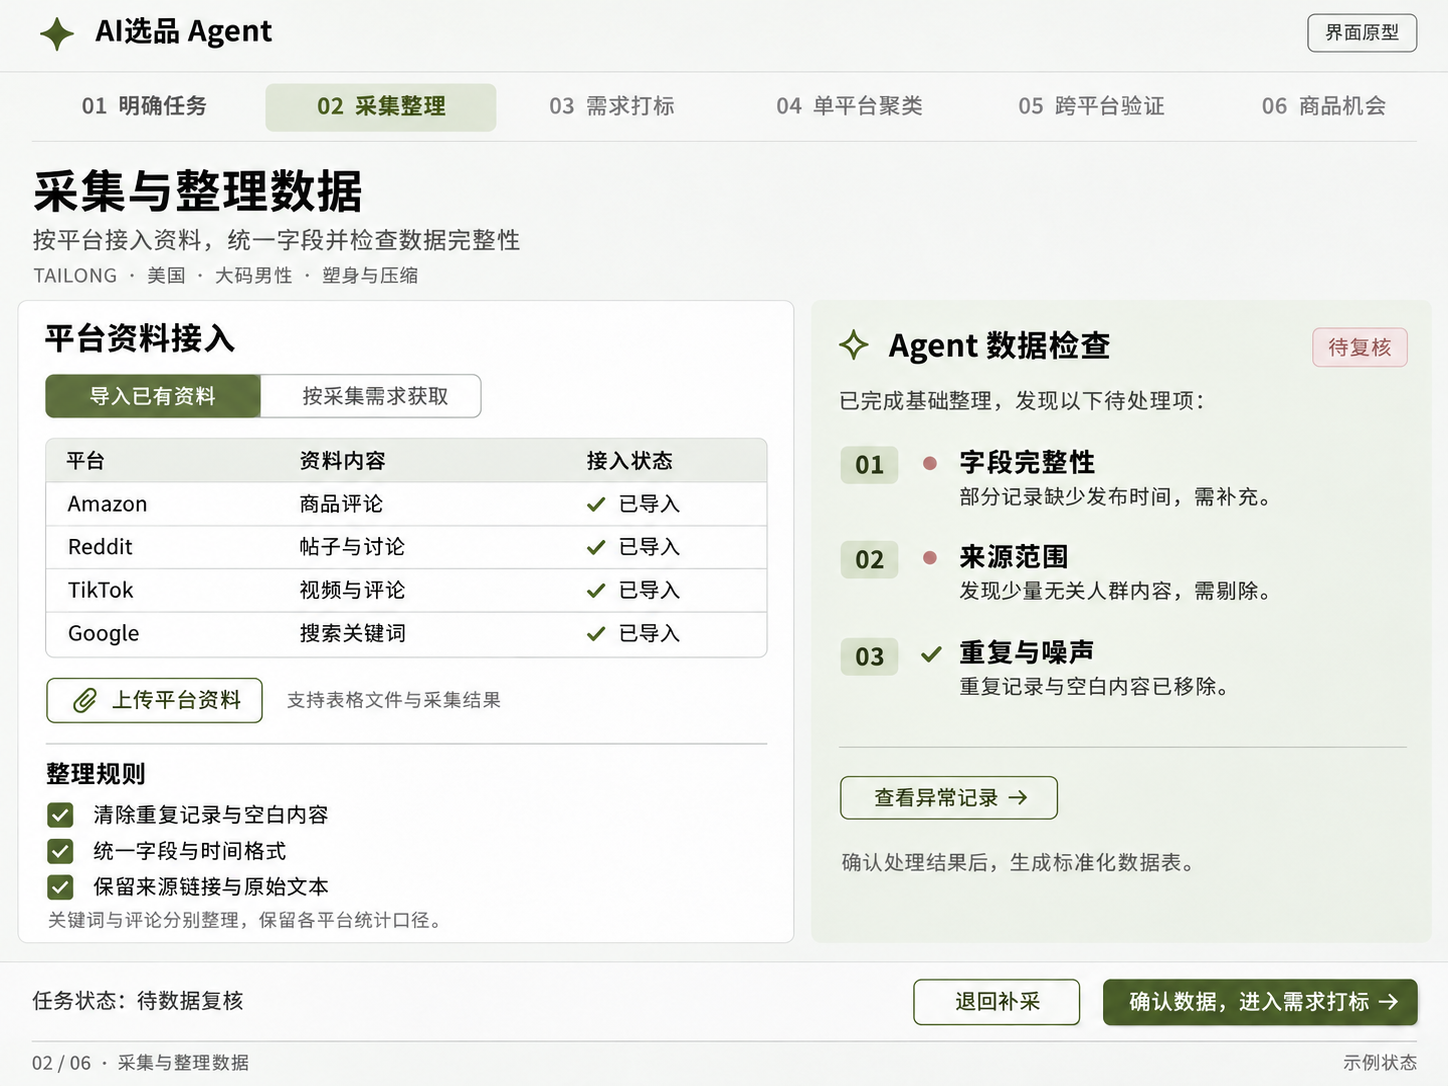 AI选品 Agent
界面原型
01 明确任务
02 采集整理
03 需求打标
04 单平台聚类
05 跨平台验证
06 商品机会
采集与整理数据
按平台接入资料，统一字段并检查数据完整性
TAILONG · 美国 · 大码男性 · 塑身与压缩
平台资料接入
导入已有资料
按采集需求获取
平台 资料内容 接入状态
Amazon 商品评论 已导入
Reddit 帖子与讨论 已导入
TikTok 视频与评论 已导入
Google 搜索关键词 已导入
上传平台资料
支持表格文件与采集结果
整理规则
清除重复记录与空白内容
统一字段与时间格式
保留来源链接与原始文本
关键词与评论分别整理，保留各平台统计口径。
Agent 数据检查
待复核
已完成基础整理，发现以下待处理项：
01 字段完整性
部分记录缺少发布时间，需补充。
02 来源范围
发现少量无关人群内容，需剔除。
03 重复与噪声
重复记录与空白内容已移除。
查看异常记录 →
确认处理结果后，生成标准化数据表。
任务状态：待数据复核
退回补采
确认数据，进入需求打标 →
02 / 06 · 采集与整理数据
示例状态